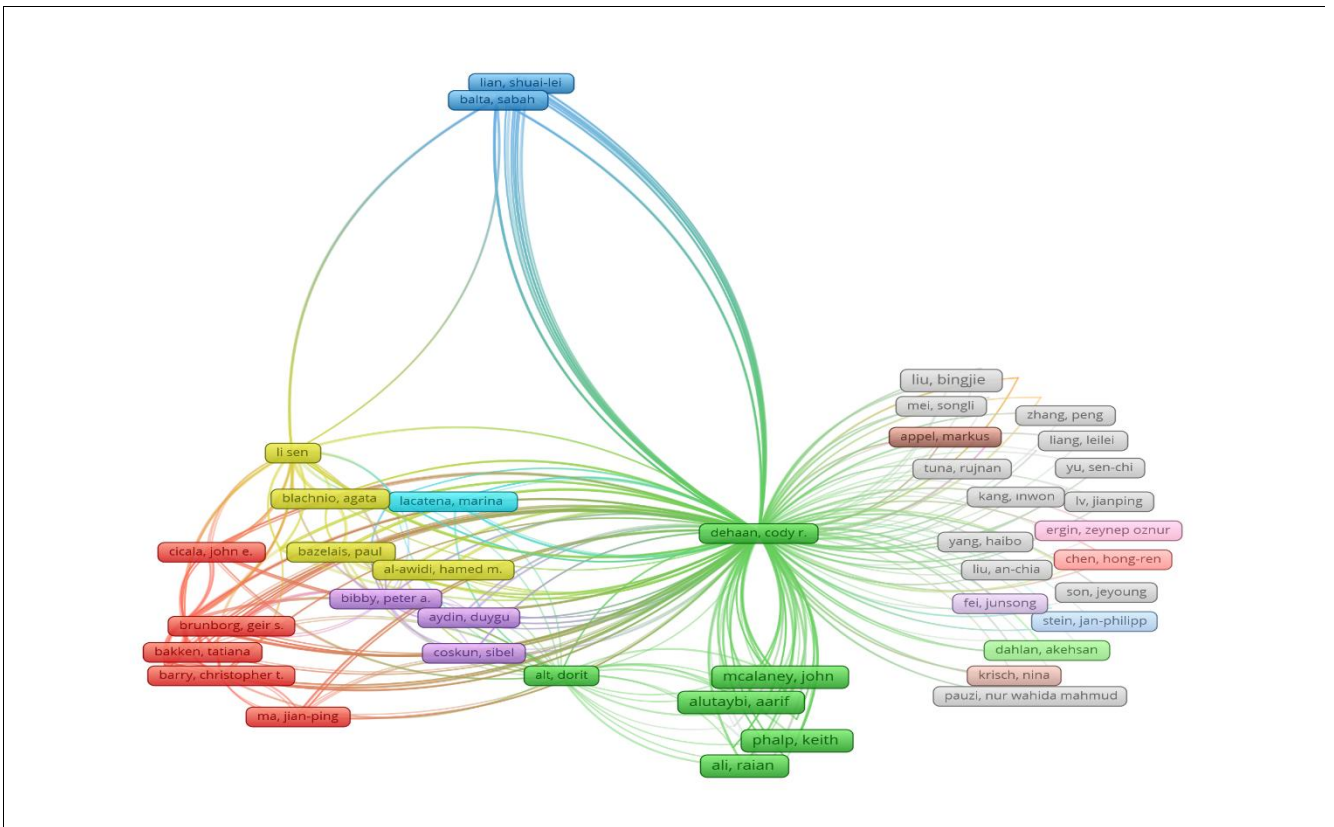 lian, shuai-lei
balta, sabah
liu, bingjie
mei, songli
zhang, peng
appel, markus
liang, leilei
li sen
tuna, rujnan
yu, sen-chi
blachnio, agata
lacatena, marina
kang, inwon
lv, jianping
dehaan, cody r.
ergin, zeynep oznur
yang, haibo
cicala, john e.
bazelais, paul
chen, hong-ren
al-awidi, hamed m.
liu, an-chia
son, jeyoung
bibby, peter a.
fei, junsong
aydin, duygu
stein, jan-philipp
brunborg, geir s.
bakken, tatiana
coskun, sibel
dahlan, akehsan
barry, christopher t.
alt, dorit
mcalaney, john
krisch, nina
pauzi, nur wahida mahmud
alutaybi, aarif
ma, jian-ping
phalp, keith
ali, raian